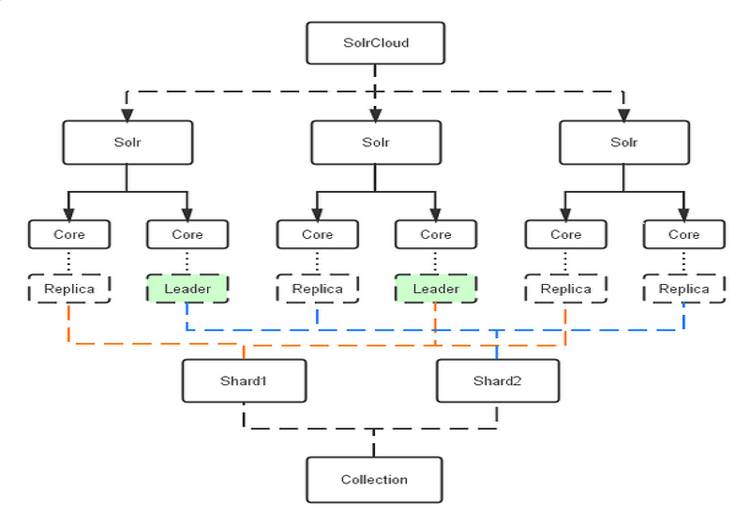 SolrCloud
Solr Solr Solr
Core Core Core Core Core Core
Replica Leader Replica Leader Replica Replica
Shard1 Shard2
Collection